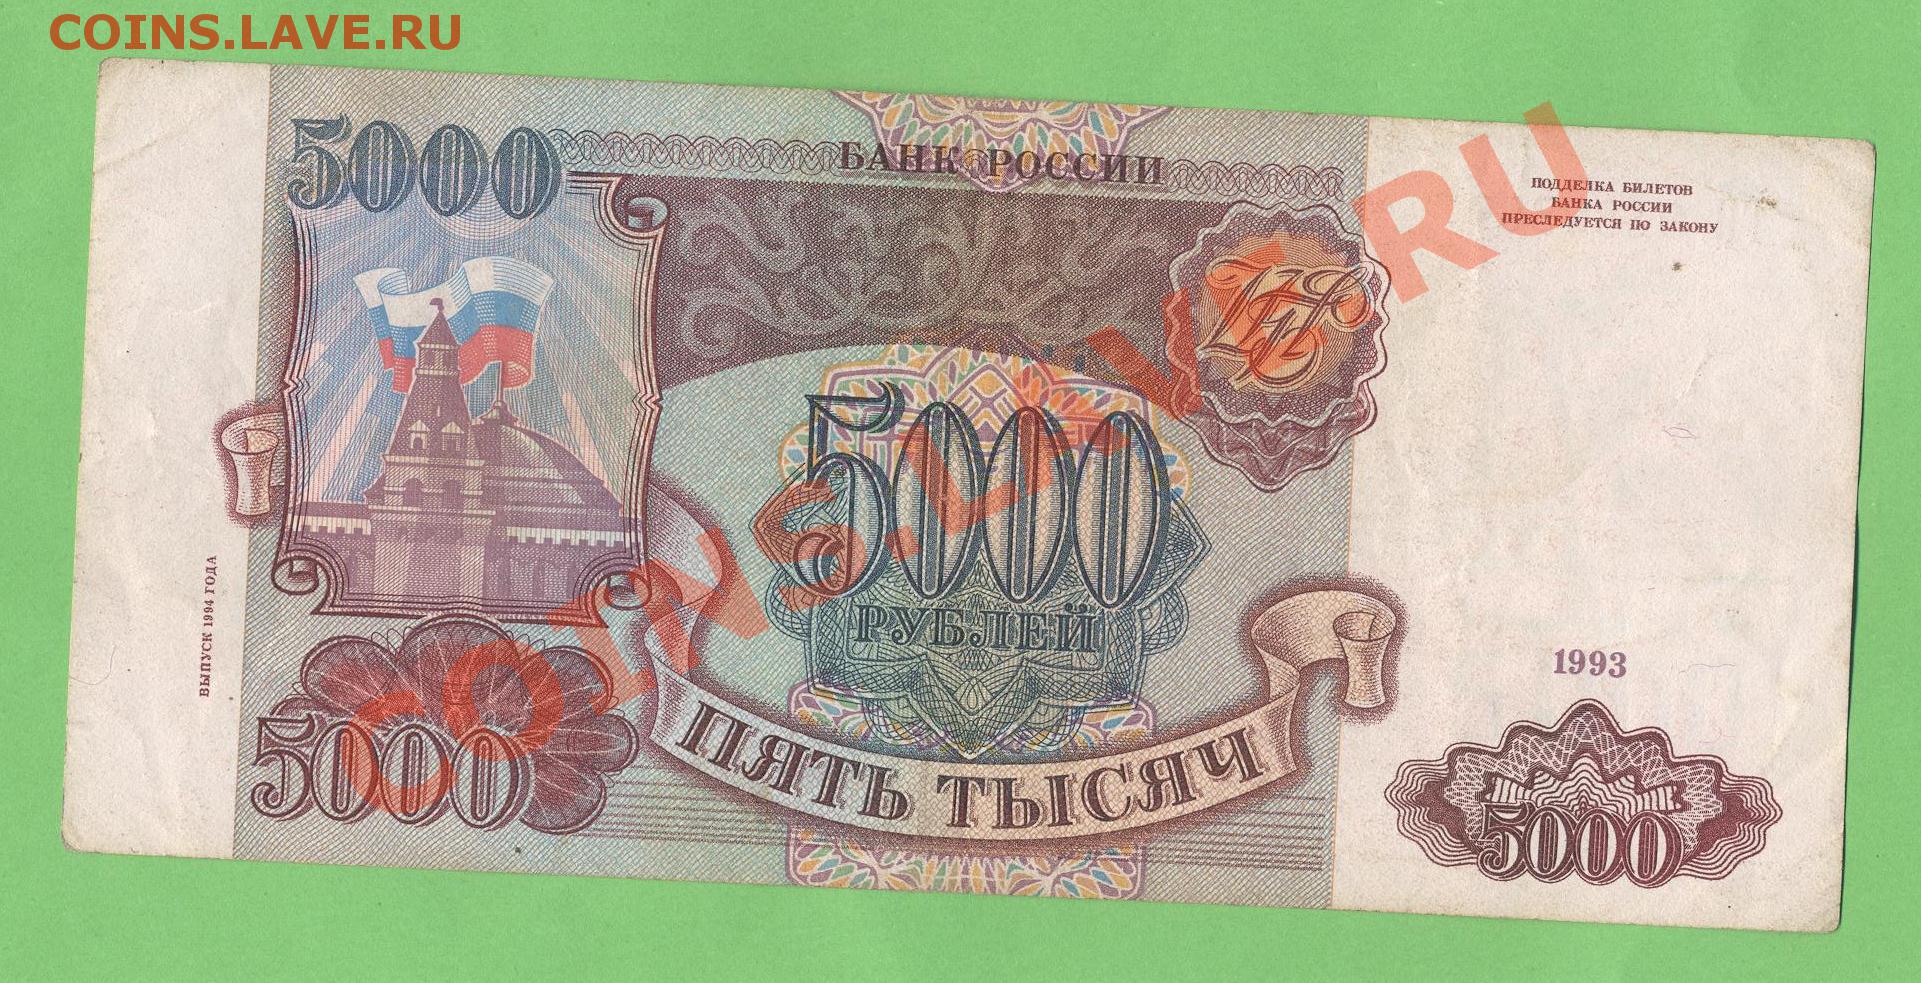 COINS.LAVE.RU
5000
БАНК РОССИИ
ПОДДЕЛКА БИЛЕТОВ
БАНКА РОССИИ
ПРЕСЛЕДУЕТСЯ ПО ЗАКОНУ
COINS.LAVE.RU
5000
РУБЛЕЙ
ВЫПУСК 1994 ГОДА
1993
5000
ПЯТЬ ТЫСЯЧ
5000